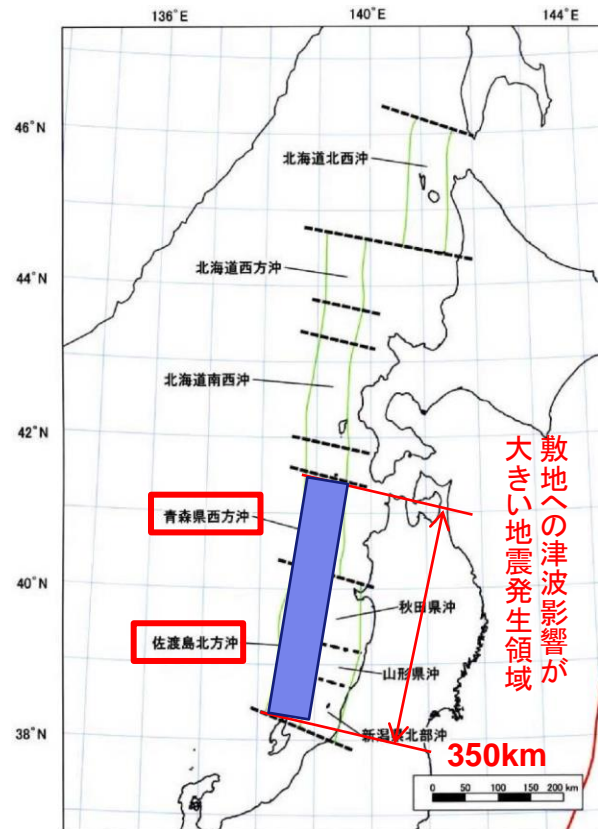 136°E
140°E
144°E
46°N
北海道北西沖
北海道西方沖
44°N
北海道南西沖
42°N
敷地への津波影響が
大きい地震発生領域
青森県西方沖
40°N
秋田県沖
佐渡島北方沖
山形県沖
38°N
新潟県北部沖
350km
0 50 100 150 200 km